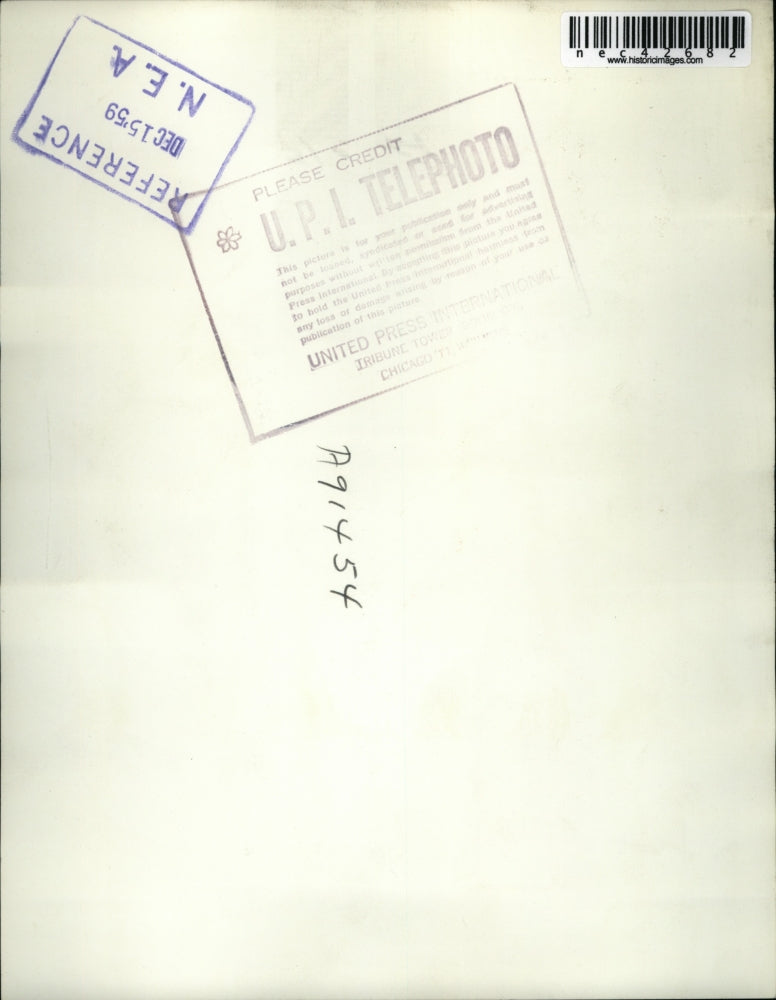 nec42682
www.historicimages.com
REFERENCE
DEC 15 '59
N. E. A.
PLEASE CREDIT
U. P. I. TELEPHOTO
This picture is for your publication only and must
not be loaned, syndicated or used for advertising
purposes without written permission from the United
Press International. By accepting this picture you agree
to hold the United Press International harmless from
any loss or damage arising by reason of your use or
publication of this picture.
UNITED PRESS INTERNATIONAL
TRIBUNE TOWER
CHICAGO 11,
A91454